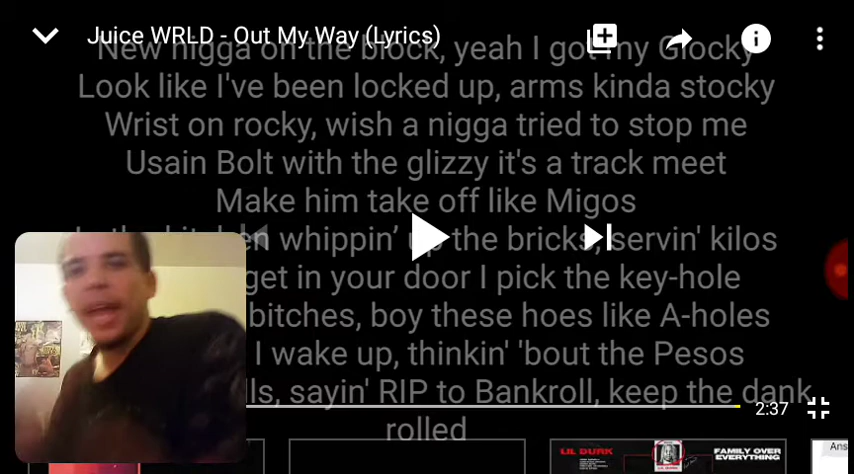 Juice WRLD - Out My Way (Lyrics)
New nigga on the block, yeah I got my Glocky
Look like I've been locked up, arms kinda stocky
Wrist on rocky, wish a nigga tried to stop me
Usain Bolt with the glizzy it's a track meet
Make him take off like Migos
whippin' up the bricks, servin' kilos
get in your door I pick the key-hole
bitches, boy these hoes like A-holes
I wake up, thinkin' 'bout the Pesos
sayin' RIP to Bankroll, keep the dank
rolled
2:37
LIL DURK
FAMILY OVER
EVERYTHING
Ans